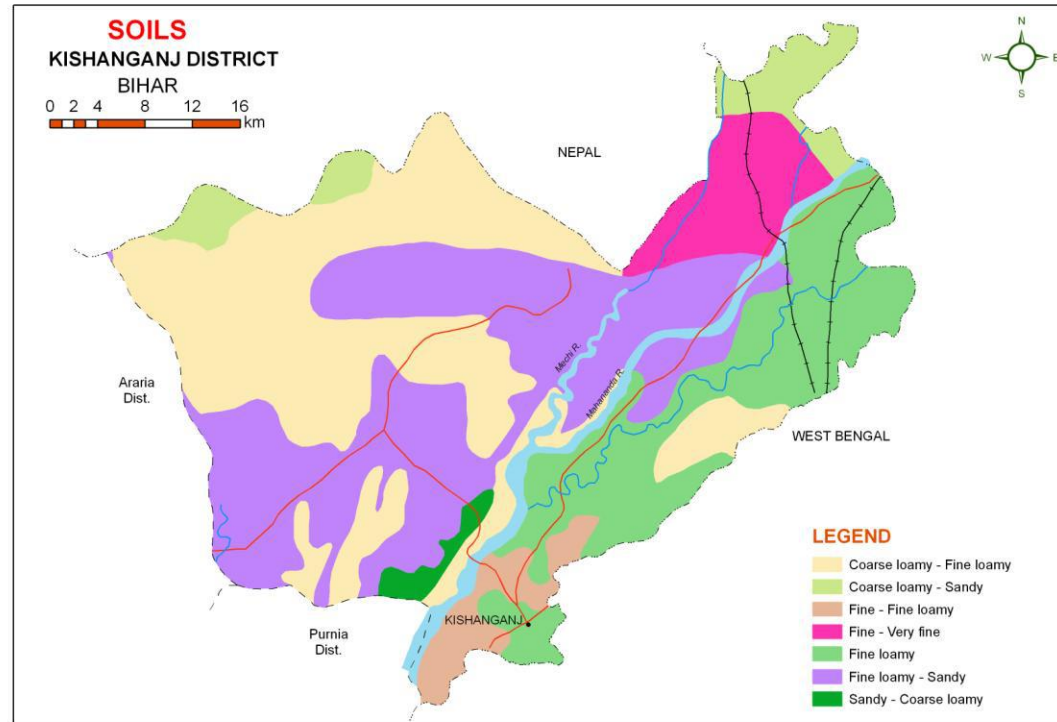 SOILS
KISHANGANJ DISTRICT
BIHAR
0 2 4 8 12 16
km
N
W E
S
NEPAL
Mechi R.
Mahananda R.
Araria
Dist.
WEST BENGAL
KISHANGANJ
Purnia
Dist.
LEGEND
Coarse loamy - Fine loamy
Coarse loamy - Sandy
Fine - Fine loamy
Fine - Very fine
Fine loamy
Fine loamy - Sandy
Sandy - Coarse loamy